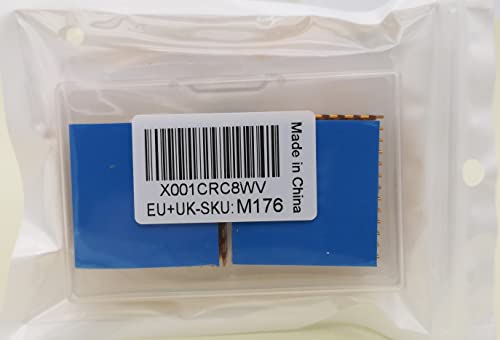 X001CRC8WV
EU+UK-SKU: M176
Made in China